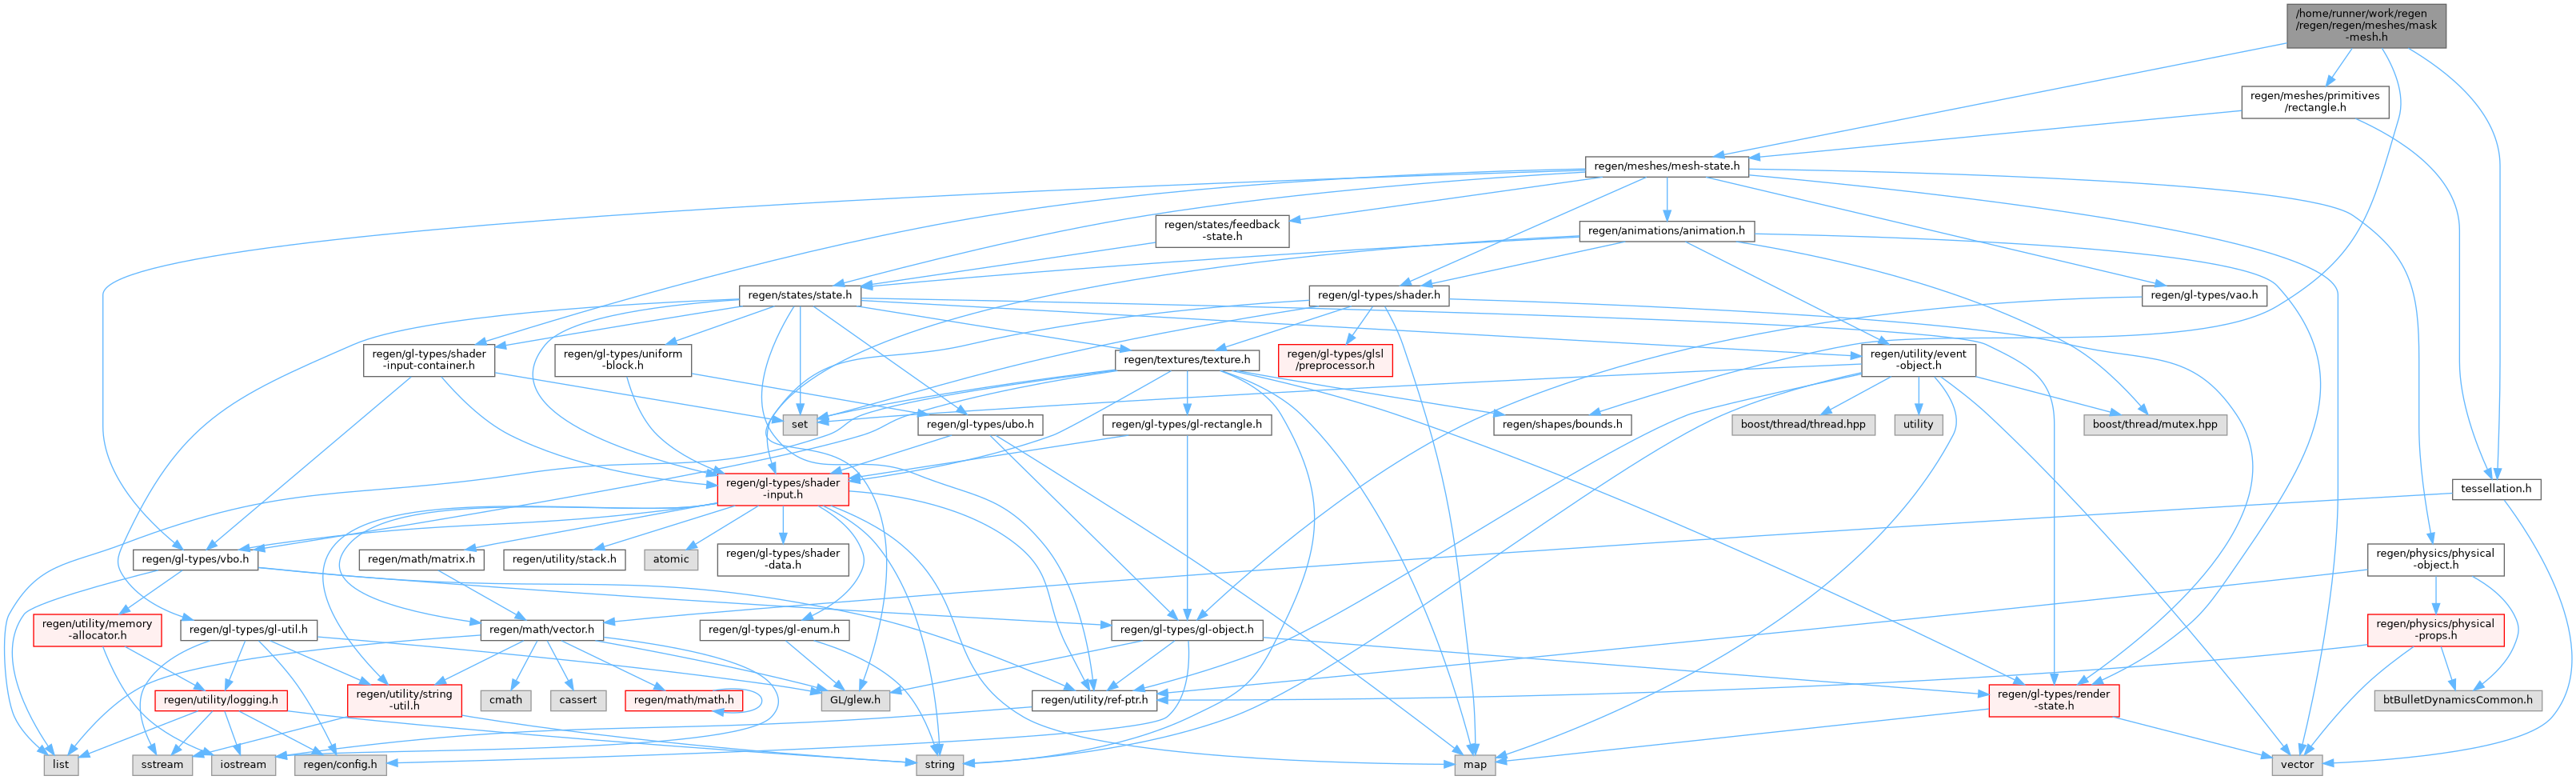 /home/runner/work/regen
/regen/regen/meshes/mask
-mesh.h
regen/meshes/primitives
/rectangle.h
regen/meshes/mesh-state.h
regen/states/feedback
-state.h
regen/animations/animation.h
regen/states/state.h
regen/gl-types/shader.h
regen/gl-types/vao.h
regen/gl-types/shader
-input-container.h
regen/gl-types/uniform
-block.h
regen/textures/texture.h
regen/gl-types/glsl
/preprocessor.h
regen/utility/event
-object.h
set
regen/gl-types/ubo.h
regen/gl-types/gl-rectangle.h
regen/shapes/bounds.h
boost/thread/thread.hpp
utility
boost/thread/mutex.hpp
regen/gl-types/shader
-input.h
tessellation.h
regen/gl-types/vbo.h
regen/math/matrix.h
regen/utility/stack.h
atomic
regen/gl-types/shader
-data.h
regen/physics/physical
-object.h
regen/utility/memory
-allocator.h
regen/gl-types/gl-util.h
regen/math/vector.h
regen/gl-types/gl-enum.h
regen/gl-types/gl-object.h
regen/physics/physical
-props.h
regen/utility/logging.h
regen/utility/string
-util.h
cmath
cassert
regen/math/math.h
GL/glew.h
regen/utility/ref-ptr.h
regen/gl-types/render
-state.h
btBulletDynamicsCommon.h
list
sstream
iostream
regen/config.h
string
map
vector